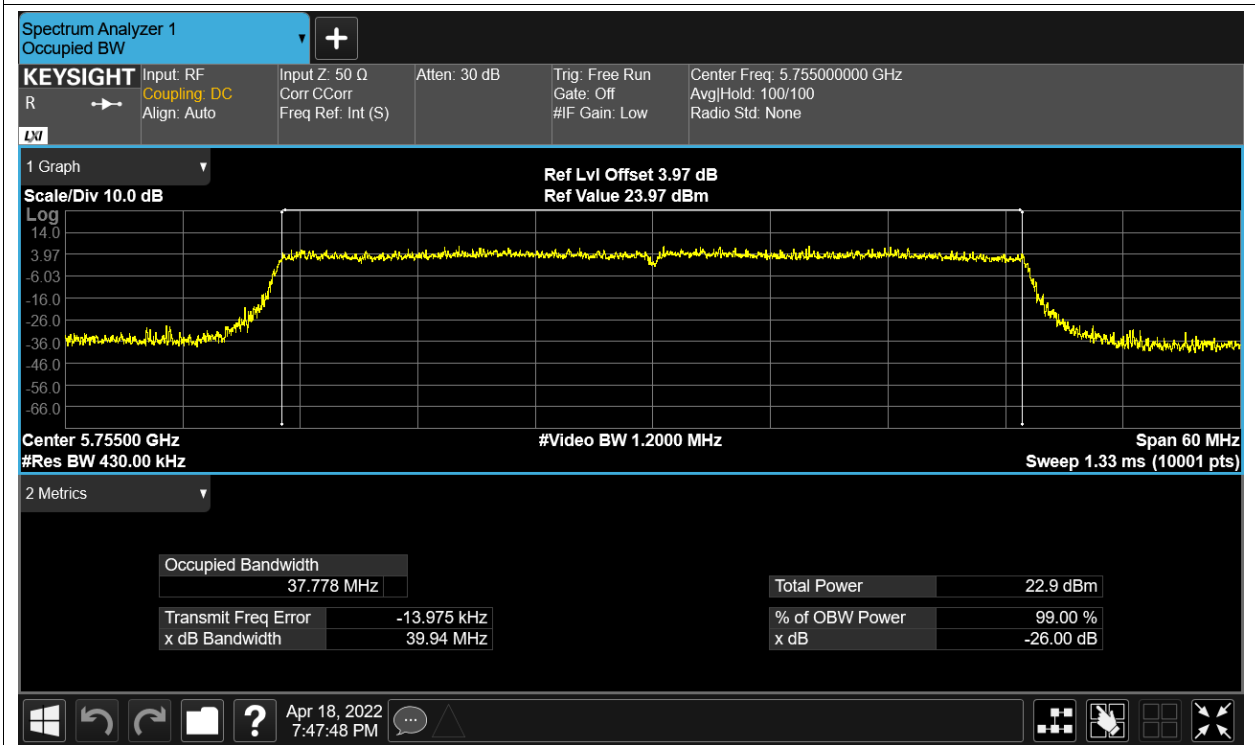 Spectrum Analyzer 1
Occupied BW
KEYSIGHT
R
LXI
Input: RF
Coupling: DC
Align: Auto
Input Z: 50 Ω
Corr CCorr
Freq Ref: Int (S)
Atten: 30 dB
Trig: Free Run
Gate: Off
#IF Gain: Low
Center Freq: 5.755000000 GHz
Avg|Hold: 100/100
Radio Std: None
1 Graph
Scale/Div 10.0 dB
Ref Lvl Offset 3.97 dB
Ref Value 23.97 dBm
Log
14.0
3.97
-6.03
-16.0
-26.0
-36.0
-46.0
-56.0
-66.0
Center 5.75500 GHz
#Video BW 1.2000 MHz
Span 60 MHz
#Res BW 430.00 kHz
Sweep 1.33 ms (10001 pts)
2 Metrics
Occupied Bandwidth
37.778 MHz
Transmit Freq Error -13.975 kHz
x dB Bandwidth 39.94 MHz
Total Power 22.9 dBm
% of OBW Power 99.00 %
x dB -26.00 dB
?
Apr 18, 2022
7:47:48 PM